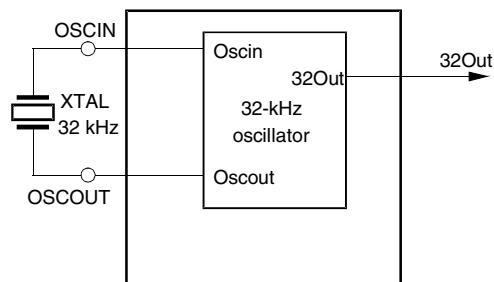 OSCIN
Oscin
32Out
32Out
XTAL
32 kHz
32-kHz
oscillator
Oscout
OSCOUT